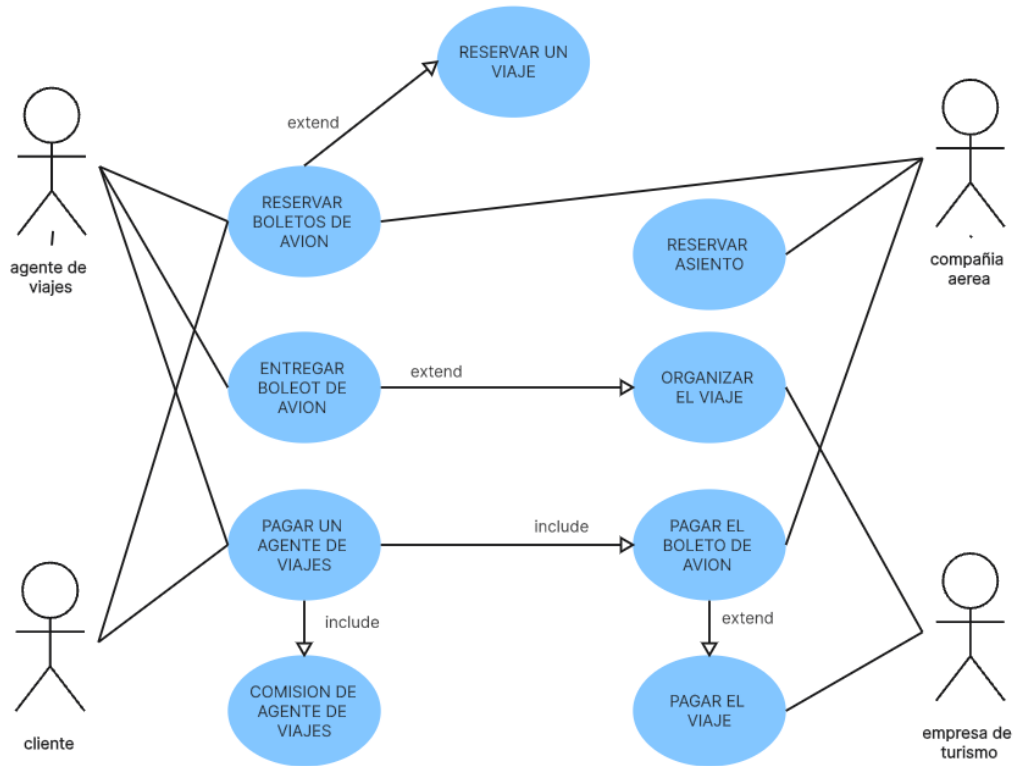 RESERVAR UN
VIAJE
extend
agente de
viajes
RESERVAR
BOLETOS DE
AVION
RESERVAR
ASIENTO
compañia
aerea
ENTREGAR
BOLEOT DE
AVION
extend
ORGANIZAR
EL VIAJE
PAGAR UN
AGENTE DE
VIAJES
include
PAGAR EL
BOLETO DE
AVION
include
extend
cliente
COMISION DE
AGENTE DE
VIAJES
PAGAR EL
VIAJE
empresa de
turismo